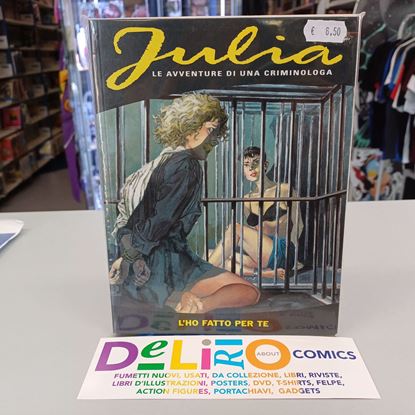 € 6,50
Julia
LE AVVENTURE DI UNA CRIMINOLOGA
L'HO FATTO PER TE
DeLiRiO ABOUT COMICS
FUMETTI NUOVI, USATI, DA COLLEZIONE, LIBRI, RIVISTE,
LIBRI D'ILLUSTRAZIONI, POSTERS, DVD, T-SHIRTS, FELPE,
ACTION FIGURES, PORTACHIAVI, GADGETS